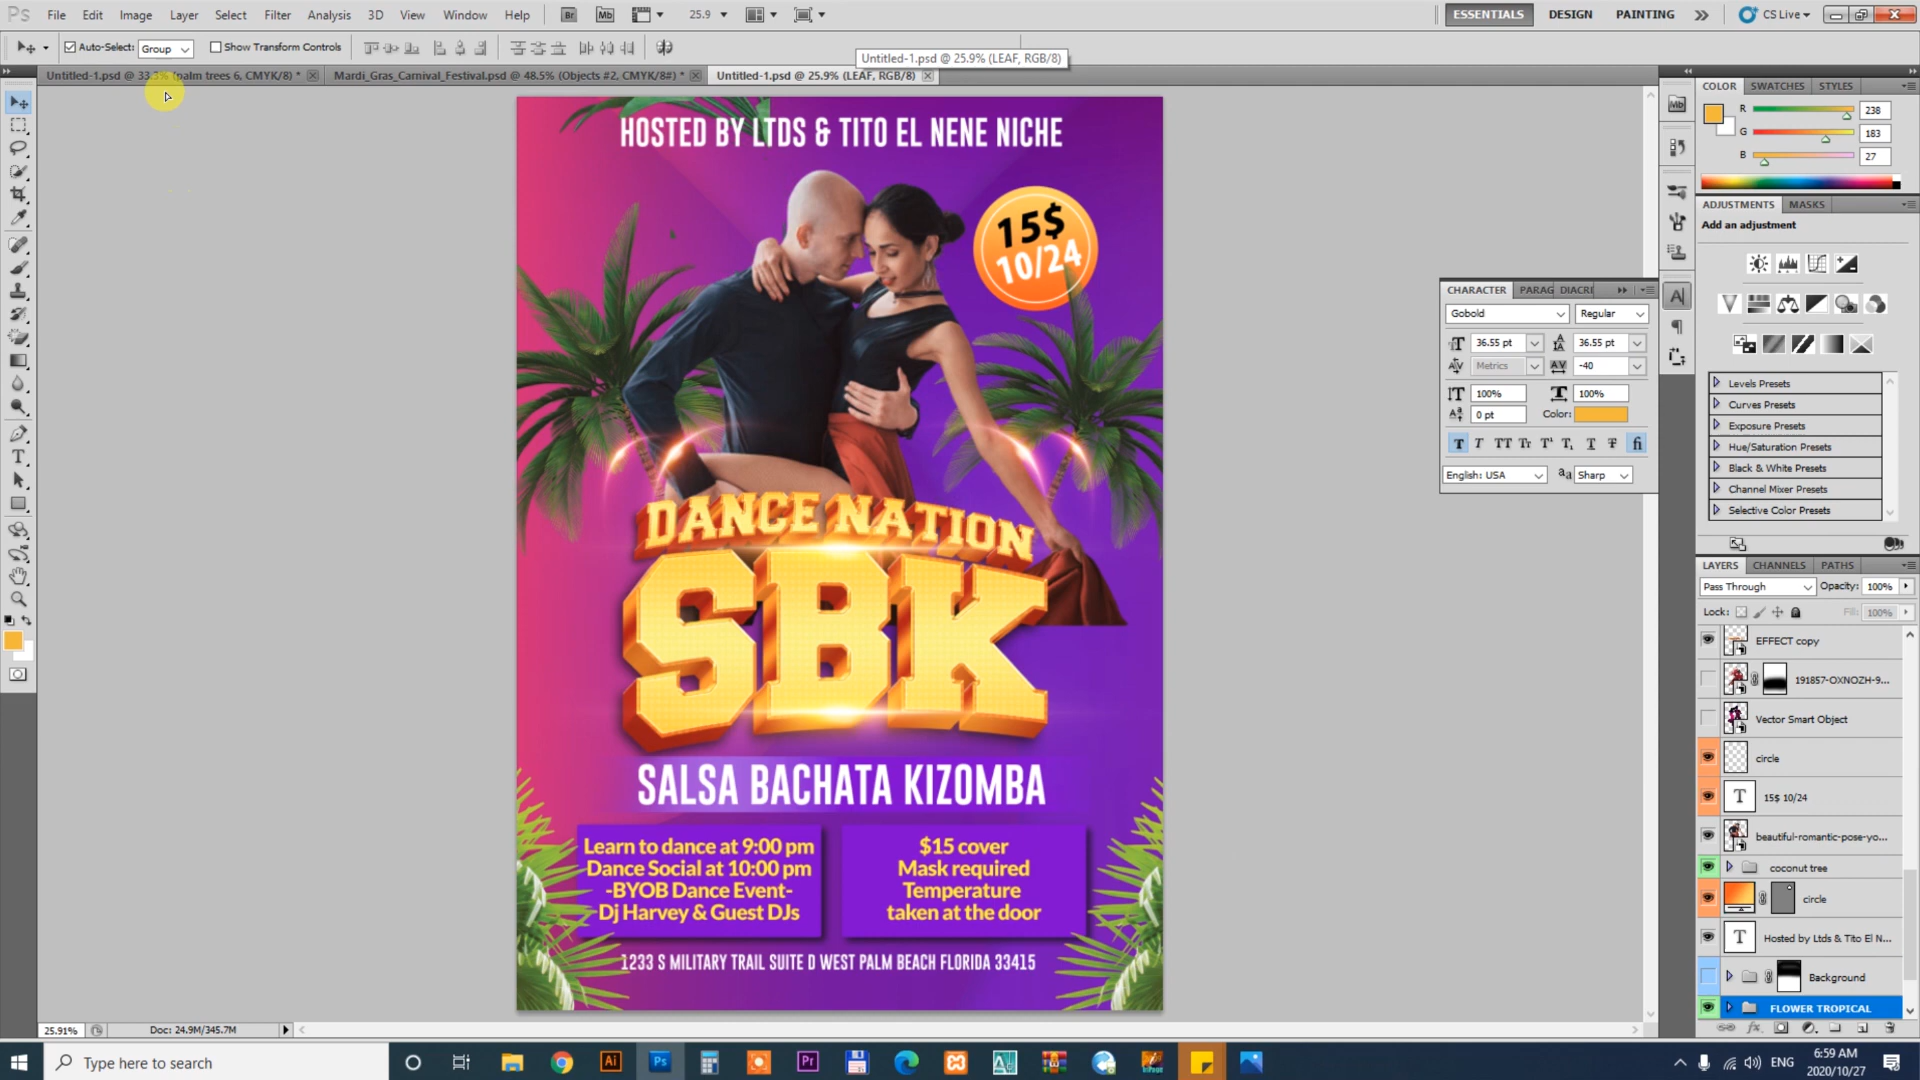 Ps File Edit Image Layer Select Filter Analysis 3D View Window Help Br Mb 25.9 ESSENTIALS DESIGN PAINTING CS Live
Auto-Select: Group Show Transform Controls
Untitled-1.psd @ 25.9% (LEAF, RGB/8)
Untitled-1.psd @ 33.3% (palm trees 6, CMYK/8) * Mardi_Gras_Carnival_Festival.psd @ 48.5% (Objects #2, CMYK/8#) * Untitled-1.psd @ 25.9% (LEAF, RGB/8)
HOSTED BY LTDS & TITO EL NENE NICHE
15$
10/24
DANCE NATION
SBK
SALSA BACHATA KIZOMBA
Learn to dance at 9:00 pm
Dance Social at 10:00 pm
-BYOB Dance Event-
Dj Harvey & Guest DJs
$15 cover
Mask required
Temperature
taken at the door
1233 S MILITARY TRAIL SUITE D WEST PALM BEACH FLORIDA 33415
CHARACTER PARAG DIACRI
Gobold Regular
36.55 pt 36.55 pt
Metrics -40
100% 100%
0 pt Color:
English: USA Sharp
COLOR SWATCHES STYLES
R 238
G 183
B 27
ADJUSTMENTS MASKS
Add an adjustment
Levels Presets
Curves Presets
Exposure Presets
Hue/Saturation Presets
Black & White Presets
Channel Mixer Presets
Selective Color Presets
LAYERS CHANNELS PATHS
Pass Through Opacity: 100%
Lock: Fill: 100%
EFFECT copy
191857-OXNOZH-9...
Vector Smart Object
circle
15$ 10/24
beautiful-romantic-pose-yo...
coconut tree
circle
Hosted by Ltds & Tito El N...
Background
FLOWER TROPICAL
25.91% Doc: 24.9M/345.7M
Type here to search
Ai Ps Pr
ENG
6:59 AM
2020/10/27